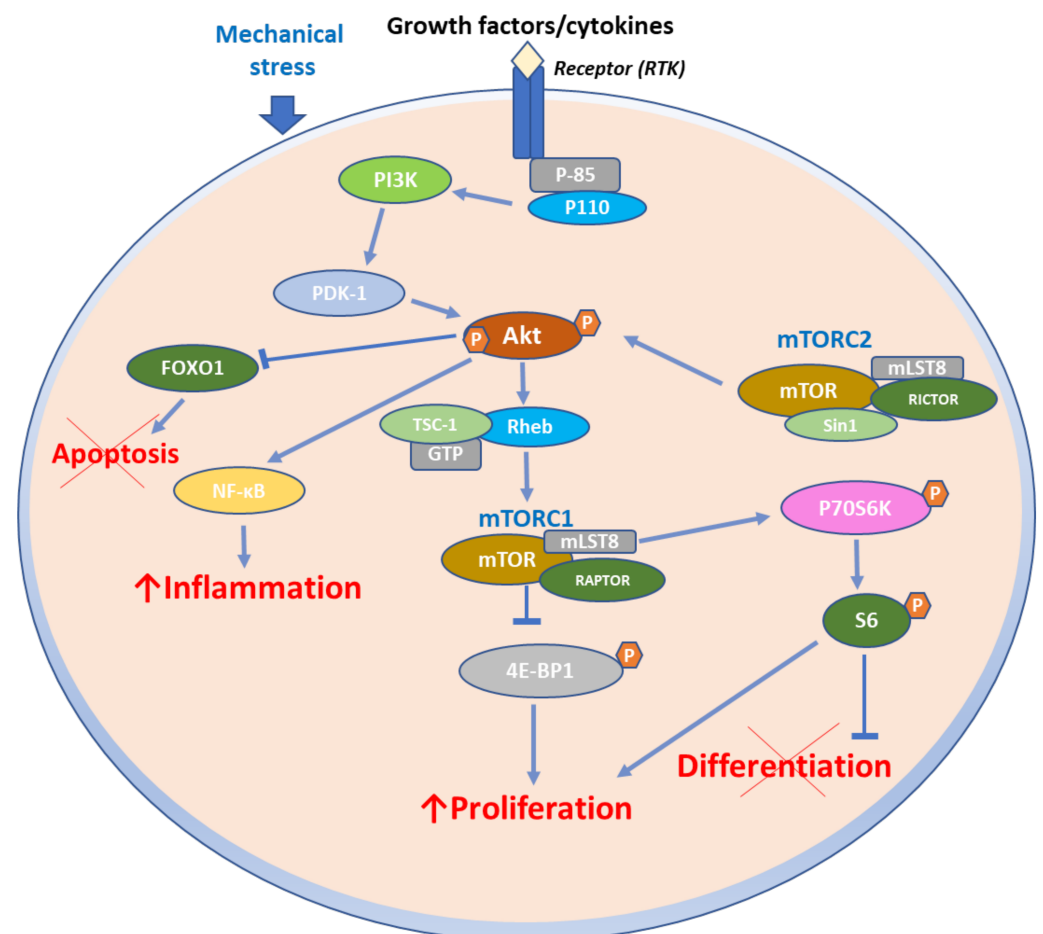 Growth factors/cytokines
Mechanical
stress
Receptor (RTK)
P-85
PI3K
P110
PDK-1
P
Akt
P
mTORC2
FOXO1
mLST8
mTOR
RICTOR
TSC-1
Rheb
Sin1
GTP
Apoptosis
NF-κB
P
P70S6K
mTORC1
mLST8
mTOR
RAPTOR
↑Inflammation
P
S6
P
4E-BP1
Differentiation
↑Proliferation